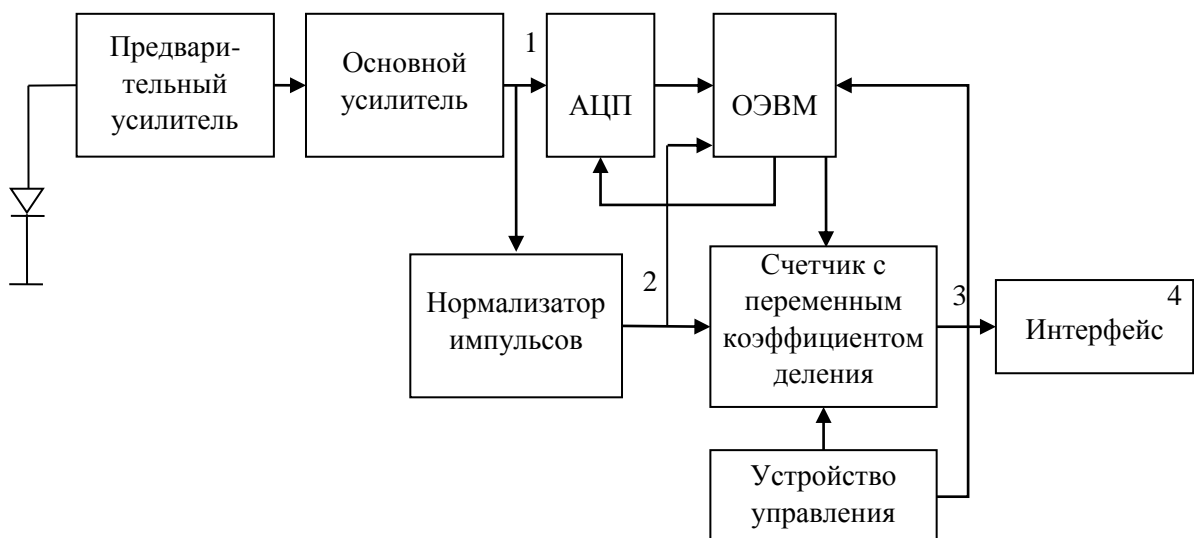 Предвари-
тельный
усилитель
Основной
усилитель
1
АЦП
ОЭВМ
Нормализатор
импульсов
2
Счетчик с
переменным
коэффициентом
деления
3
4
Интерфейс
Устройство
управления